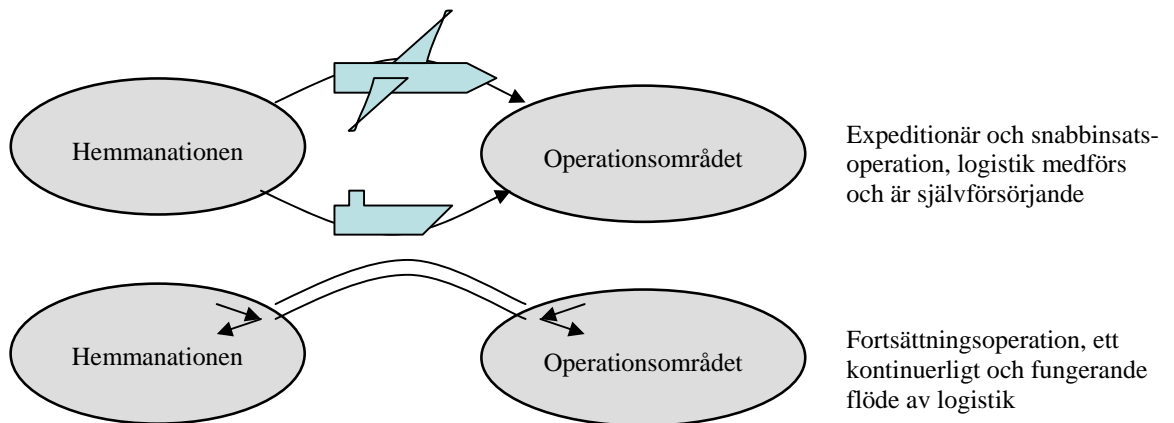 Hemmanationen
Operationsområdet
Expeditionär och snabbinsats-
operation, logistik medförs
och är självförsörjande
Hemmanationen
Operationsområdet
Fortsättningsoperation, ett
kontinuerligt och fungerande
flöde av logistik